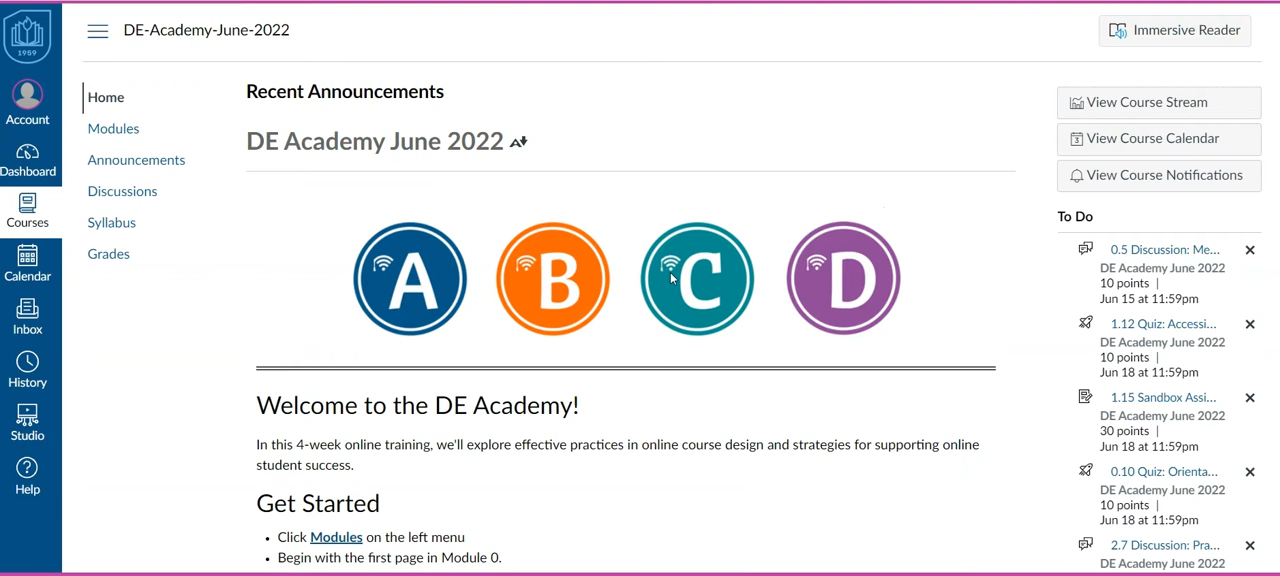 DE-Academy-June-2022
Immersive Reader
1959
Account
Dashboard
Courses
Calendar
Inbox
History
Studio
Help
Home
Modules
Announcements
Discussions
Syllabus
Grades
Recent Announcements
DE Academy June 2022
A B C D
Welcome to the DE Academy!
In this 4-week online training, we'll explore effective practices in online course design and strategies for supporting online
student success.
Get Started
• Click Modules on the left menu
• Begin with the first page in Module 0.
View Course Stream
3 View Course Calendar
View Course Notifications
To Do
0.5 Discussion: Me...
DE Academy June 2022
10 points |
Jun 15 at 11:59pm
1.12 Quiz: Accessi...
DE Academy June 2022
10 points |
Jun 18 at 11:59pm
1.15 Sandbox Assi...
DE Academy June 2022
30 points |
Jun 18 at 11:59pm
0.10 Quiz: Orienta...
DE Academy June 2022
10 points |
Jun 18 at 11:59pm
2.7 Discussion: Pra...
DE Academy June 2022